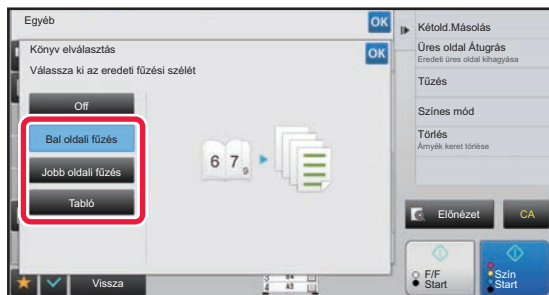 Egyéb
OK
Könyv elválasztás
OK
Válassza ki az eredeti fűzési szélét
Off
Bal oldali fűzés
Jobb oldali fűzés
Tabló
6 7 9
Vissza
Kétold.Másolás
Üres oldal Átugrás
Eredeti üres oldal kihagyása
Tűzés
Színes mód
Törlés
Árnyék keret törlése
Előnézet
CA
F/F
Start
Szín
Start